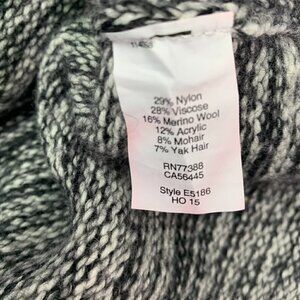 29% Nylon
28% Viscose
16% Merino Wool
12% Acrylic
8% Mohair
7% Yak Hair
RN77388
CA56445
Style E5186
HO 15